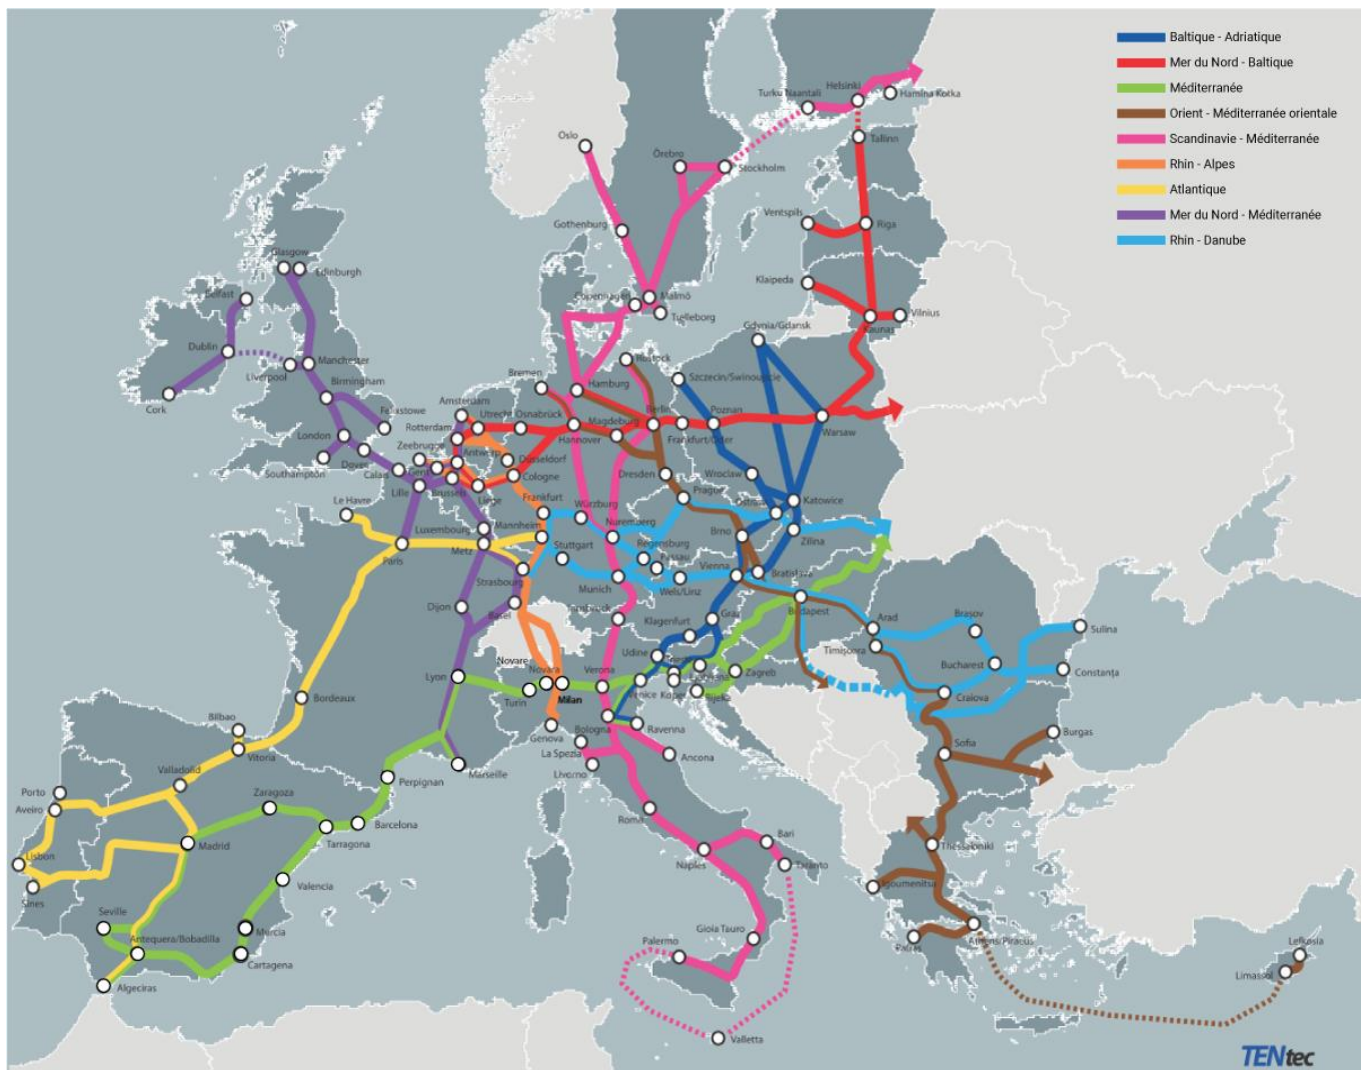 Baltique - Adriatique
Mer du Nord - Baltique
Méditerranée
Orient - Méditerranée orientale
Scandinavie - Méditerranée
Rhin - Alpes
Atlantique
Mer du Nord - Méditerranée
Rhin - Danube
Turku Naantali
Helsinki
Hamina Kotka
Tallinn
Oslo
Örebro
Stockholm
Gothenburg
Ventspils
Riga
Glasgow
Edinburgh
Klaipeda
Belfast
Copenhagen
Malmö
Trelleborg
Kaunas
Vilnius
Gdynia/Gdansk
Dublin
Liverpool
Manchester
Rostock
Cork
Birmingham
Bremen
Hamburg
Szczecin/Swinoujscie
Felixstowe
Amsterdam
Utrecht
Osnabrück
Magdeburg
Berlin
Poznan
Warsaw
London
Rotterdam
Hannover
Frankfurt/Oder
Southampton
Dover
Zeebrugge
Antwerp
Düsseldorf
Calais
Gent
Cologne
Dresden
Wroclaw
Lille
Brussels
Liege
Le Havre
Frankfurt
Würzburg
Prague
Ostrava
Katowice
Luxembourg
Mannheim
Nuremberg
Brno
Zilina
Paris
Metz
Stuttgart
Regensburg
Passau
Strasbourg
Munich
Wels/Linz
Vienna
Bratislava
Dijon
Basel
Innsbruck
Klagenfurt
Graz
Budapest
Arad
Braşov
Sulina
Timişoara
Udine
Lyon
Novare
Novara
Verona
Venice
Koper
Ljubljana
Rijeka
Zagreb
Bucharest
Constanţa
Turin
Milan
Craiova
Bordeaux
Genova
Bologna
Ravenna
Bilbao
Vitoria
La Spezia
Livorno
Ancona
Sofia
Burgas
Marseille
Valladolid
Perpignan
Porto
Aveiro
Zaragoza
Barcelona
Roma
Madrid
Tarragona
Bari
Naples
Taranto
Thessaloniki
Lisbon
Sines
Valencia
Igoumenitsa
Seville
Murcia
Antequera/Bobadilla
Cartagena
Gioia Tauro
Palermo
Patras
Athens/Piraeus
Lefkosia
Limassol
Algeciras
Valletta
TENtec